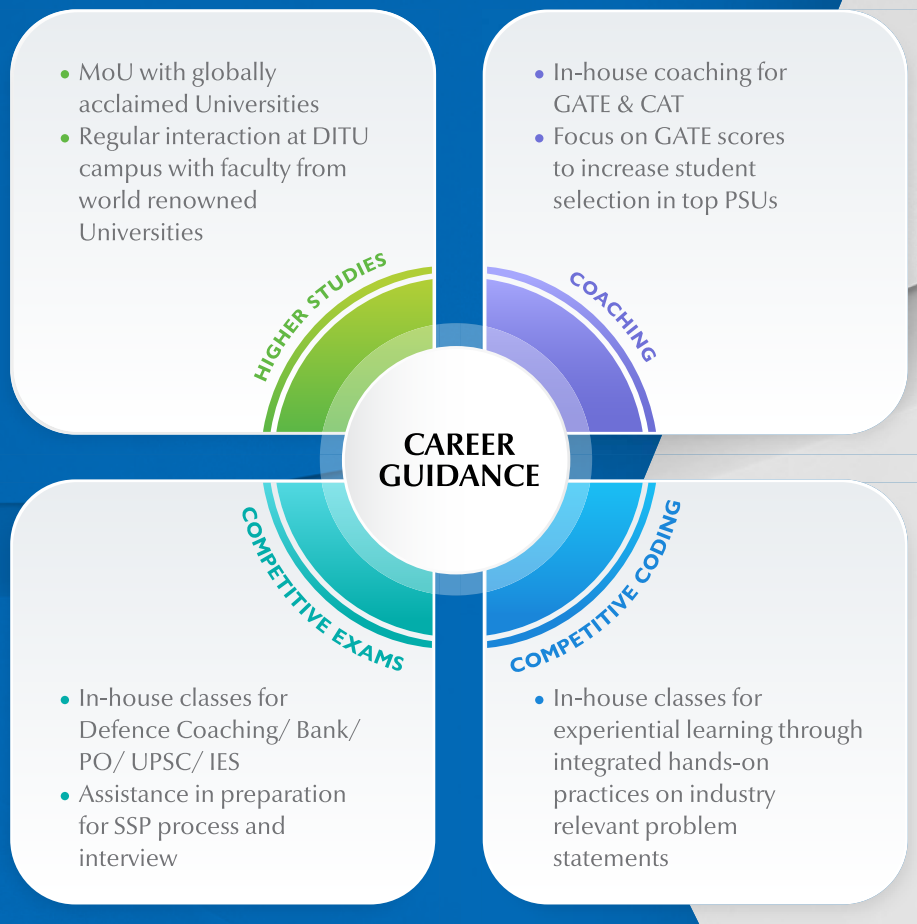 • MoU with globally
acclaimed Universities
• Regular interaction at DITU
campus with faculty from
world renowned
Universities
HIGHER STUDIES
• In-house coaching for
GATE & CAT
• Focus on GATE scores
to increase student
selection in top PSUs
COACHING
CAREER
GUIDANCE
COMPETITIVE EXAMS
• In-house classes for
Defence Coaching/ Bank/
PO/ UPSC/ IES
• Assistance in preparation
for SSP process and
interview
COMPETITIVE CODING
• In-house classes for
experiential learning through
integrated hands-on
practices on industry
relevant problem
statements